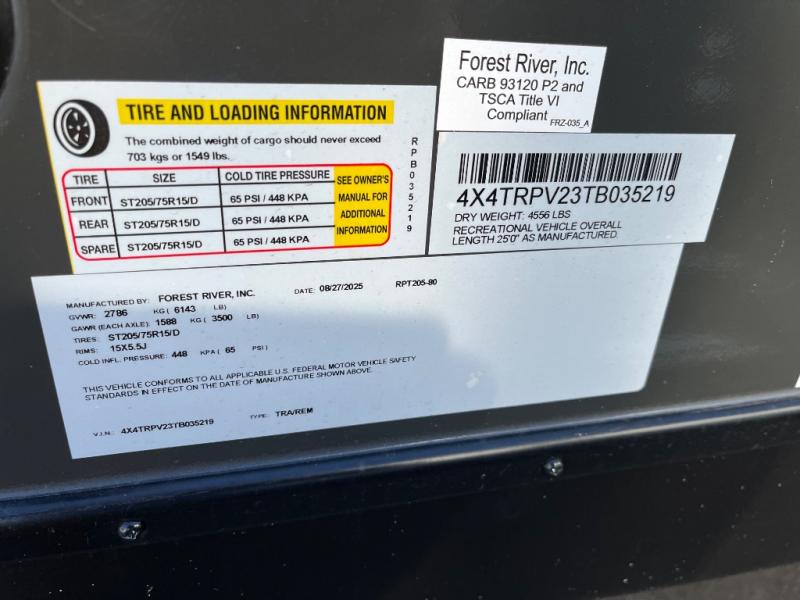 Forest River, Inc.
CARB 93120 P2 and
TSCA Title VI
Compliant FRZ-035_A
TIRE AND LOADING INFORMATION
The combined weight of cargo should never exceed
703 kgs or 1549 lbs.
TIRE SIZE COLD TIRE PRESSURE SEE OWNER'S MANUAL FOR ADDITIONAL INFORMATION
FRONT ST205/75R15/D 65 PSI / 448 KPA
REAR ST205/75R15/D 65 PSI / 448 KPA
SPARE ST205/75R15/D 65 PSI / 448 KPA
RPB035219
4X4TRPV23TB035219
DRY WEIGHT: 4556 LBS
RECREATIONAL VEHICLE OVERALL
LENGTH 25'0" AS MANUFACTURED.
MANUFACTURED BY: FOREST RIVER, INC. DATE: 08/27/2025 RPT205-80
GVWR: 2786 KG ( 6143 LB)
GAWR (EACH AXLE): 1588 KG ( 3500 LB)
TIRES: ST205/75R15/D
RIMS: 15X5.5J
COLD INFL. PRESSURE: 448 KPA ( 65 PSI )
THIS VEHICLE CONFORMS TO ALL APPLICABLE U.S. FEDERAL MOTOR VEHICLE SAFETY
STANDARDS IN EFFECT ON THE DATE OF MANUFACTURE SHOWN ABOVE.
V.I.N.: 4X4TRPV23TB035219 TYPE: TRA/REM